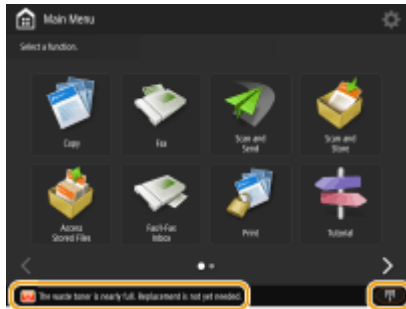 Main Menu
Select a function.
Copy
Fax
Scan and
Send
Scan and
Store
Access
Stored Files
Fax/I-Fax
Inbox
Print
Tutorial
The waste toner is nearly full. Replacement is not yet needed.